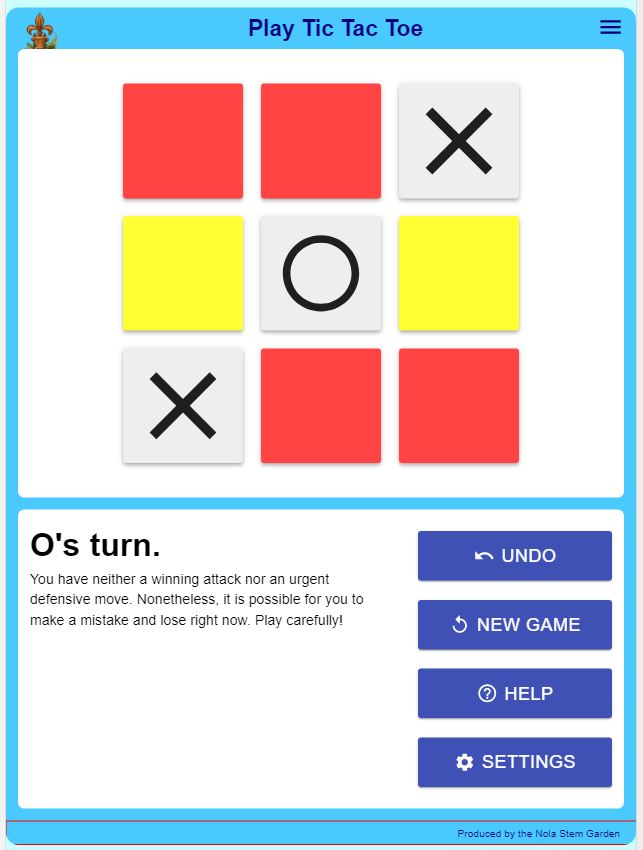 Play Tic Tac Toe
O's turn.
You have neither a winning attack nor an urgent
defensive move. Nonetheless, it is possible for you to
make a mistake and lose right now. Play carefully!
UNDO
NEW GAME
HELP
SETTINGS
Produced by the Nola Stem Garden